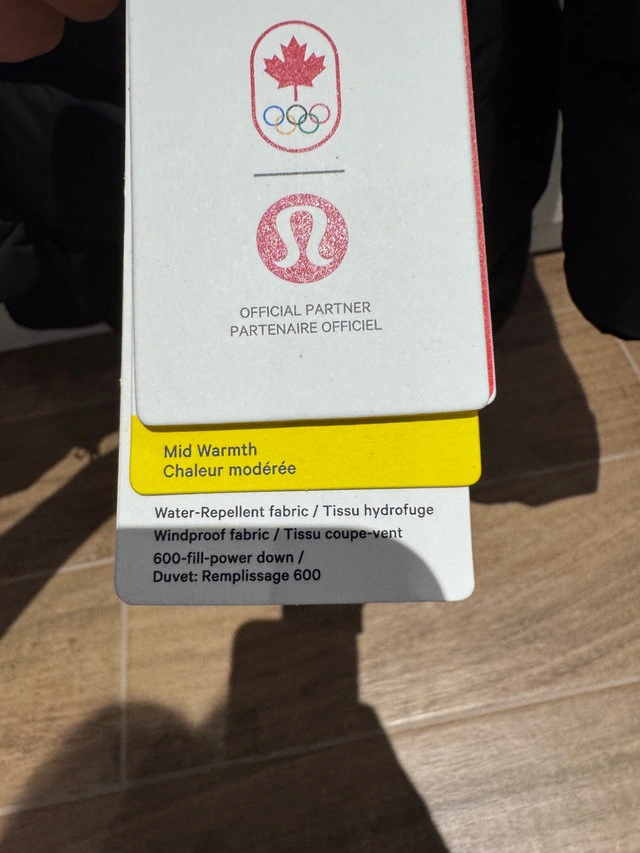 OFFICIAL PARTNER
PARTENAIRE OFFICIEL
Mid Warmth
Chaleur modérée
Water-Repellent fabric / Tissu hydrofuge
Windproof fabric / Tissu coupe-vent
600-fill-power down /
Duvet: Remplissage 600